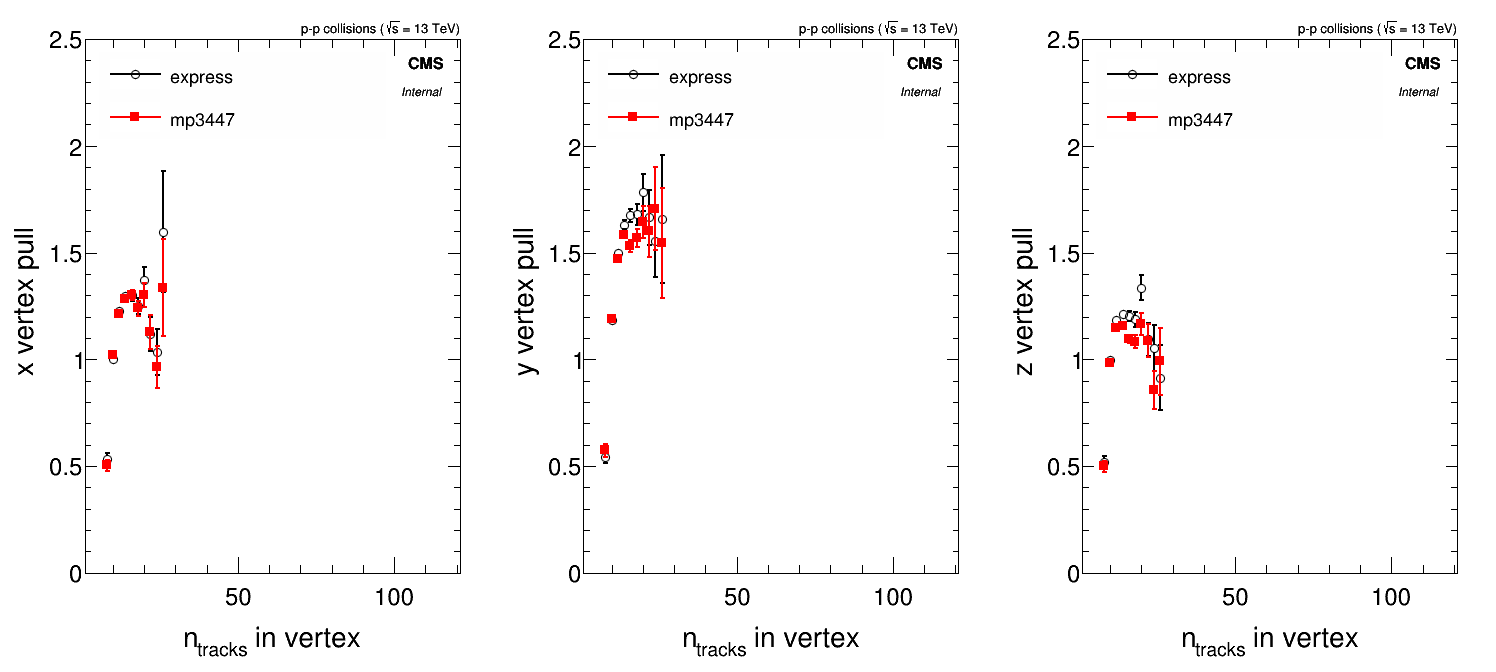 p-p collisions ( √s = 13 TeV)
2.5
2
1.5
1
0.5
0
50
100
x vertex pull
n_tracks in vertex
express
mp3447
CMS
Internal
p-p collisions ( √s = 13 TeV)
2.5
2
1.5
1
0.5
0
50
100
y vertex pull
n_tracks in vertex
express
mp3447
CMS
Internal
p-p collisions ( √s = 13 TeV)
2.5
2
1.5
1
0.5
0
50
100
z vertex pull
n_tracks in vertex
express
mp3447
CMS
Internal